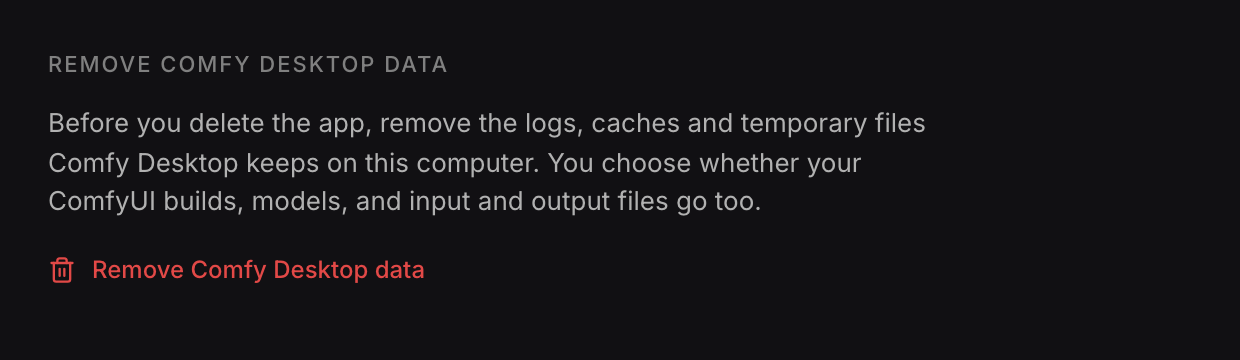 REMOVE COMFY DESKTOP DATA
Before you delete the app, remove the logs, caches and temporary files
Comfy Desktop keeps on this computer. You choose whether your
ComfyUI builds, models, and input and output files go too.
Remove Comfy Desktop data